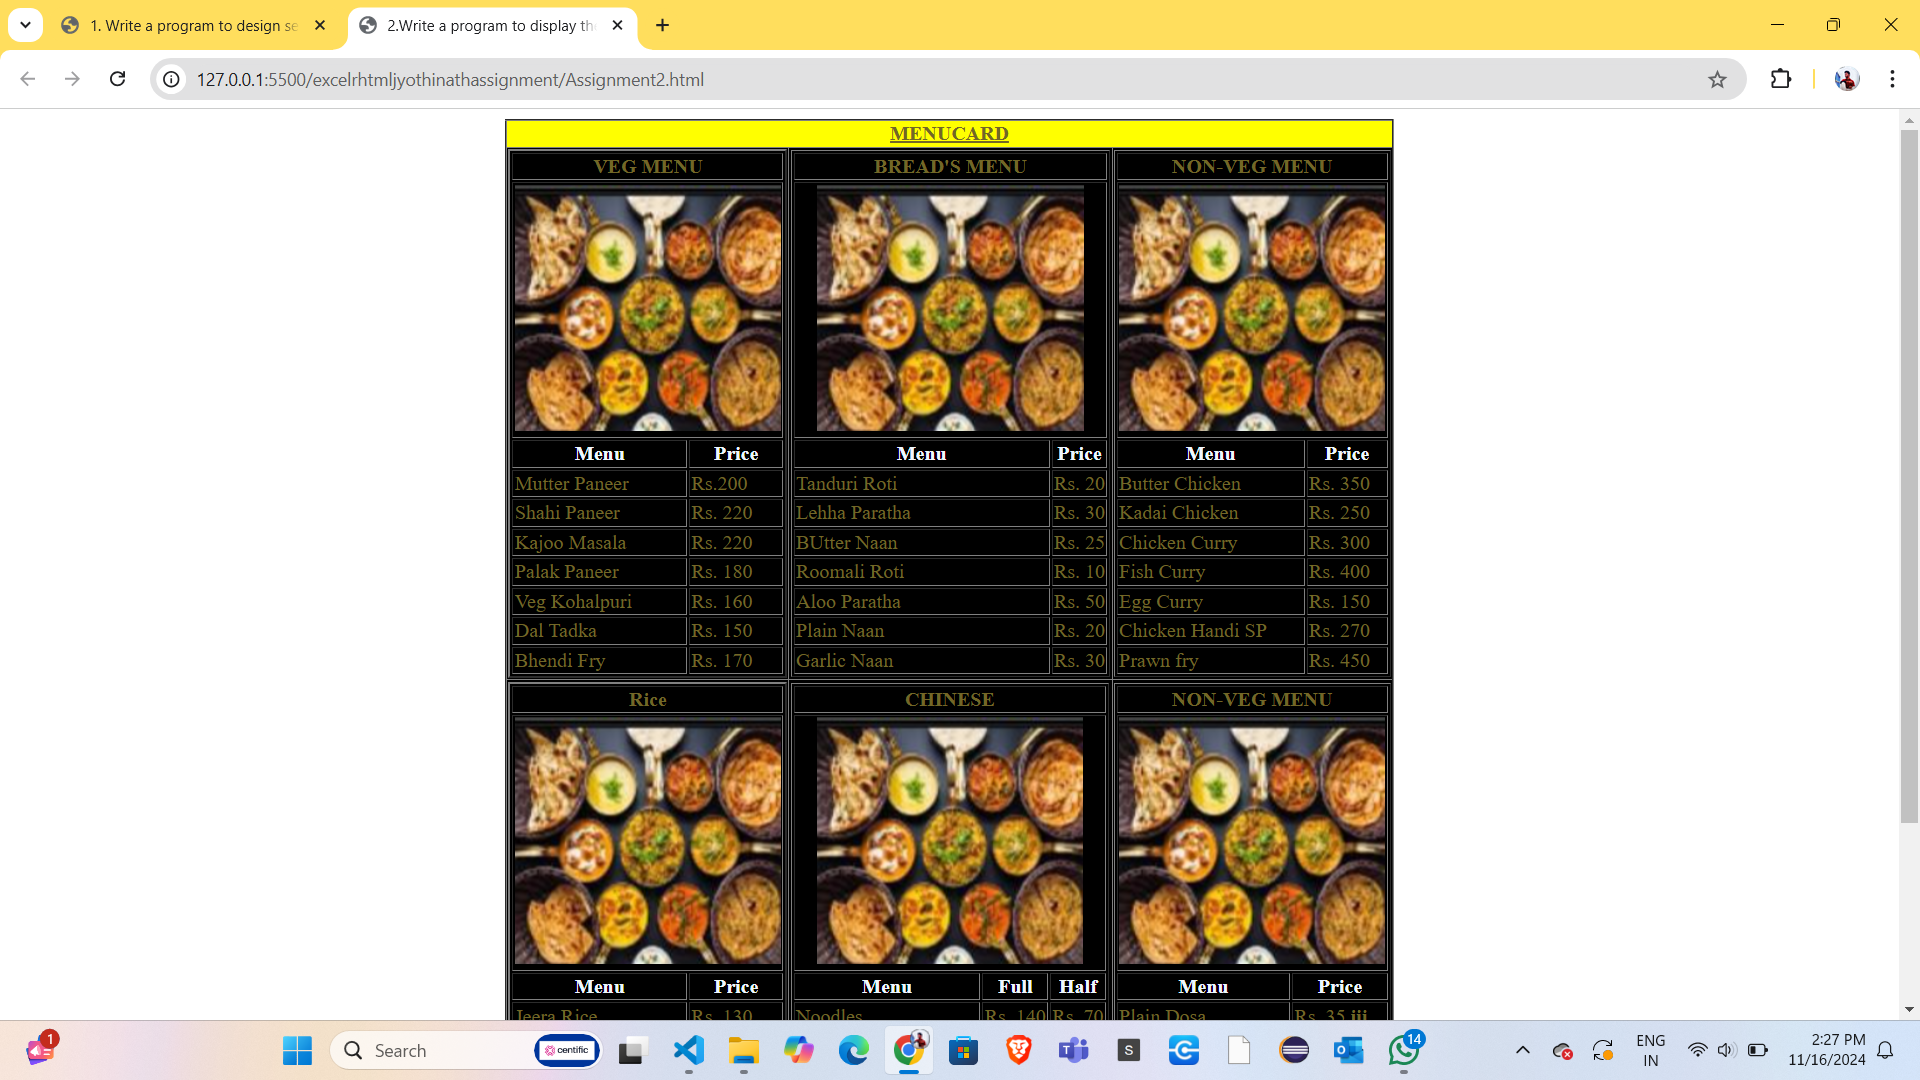 1. Write a program to design se
2.Write a program to display th
127.0.0.1:5500/excelrhtmljyothinathassignment/Assignment2.html
MENUCARD
VEG MENU BREAD'S MENU NON-VEG MENU
Menu Price Menu Price Menu Price
Mutter Paneer Rs.200 Tanduri Roti Rs. 20 Butter Chicken Rs. 350
Shahi Paneer Rs. 220 Lehha Paratha Rs. 30 Kadai Chicken Rs. 250
Kajoo Masala Rs. 220 BUtter Naan Rs. 25 Chicken Curry Rs. 300
Palak Paneer Rs. 180 Roomali Roti Rs. 10 Fish Curry Rs. 400
Veg Kohalpuri Rs. 160 Aloo Paratha Rs. 50 Egg Curry Rs. 150
Dal Tadka Rs. 150 Plain Naan Rs. 20 Chicken Handi SP Rs. 270
Bhendi Fry Rs. 170 Garlic Naan Rs. 30 Prawn fry Rs. 450
Rice CHINESE NON-VEG MENU
Menu Price Menu Full Half Menu Price
Jeera Rice Rs. 130 Noodles Rs. 140 Rs. 70 Plain Dosa Rs. 35 iii
1 Search centific T S 14 ENG 2:27 PM
IN 11/16/2024